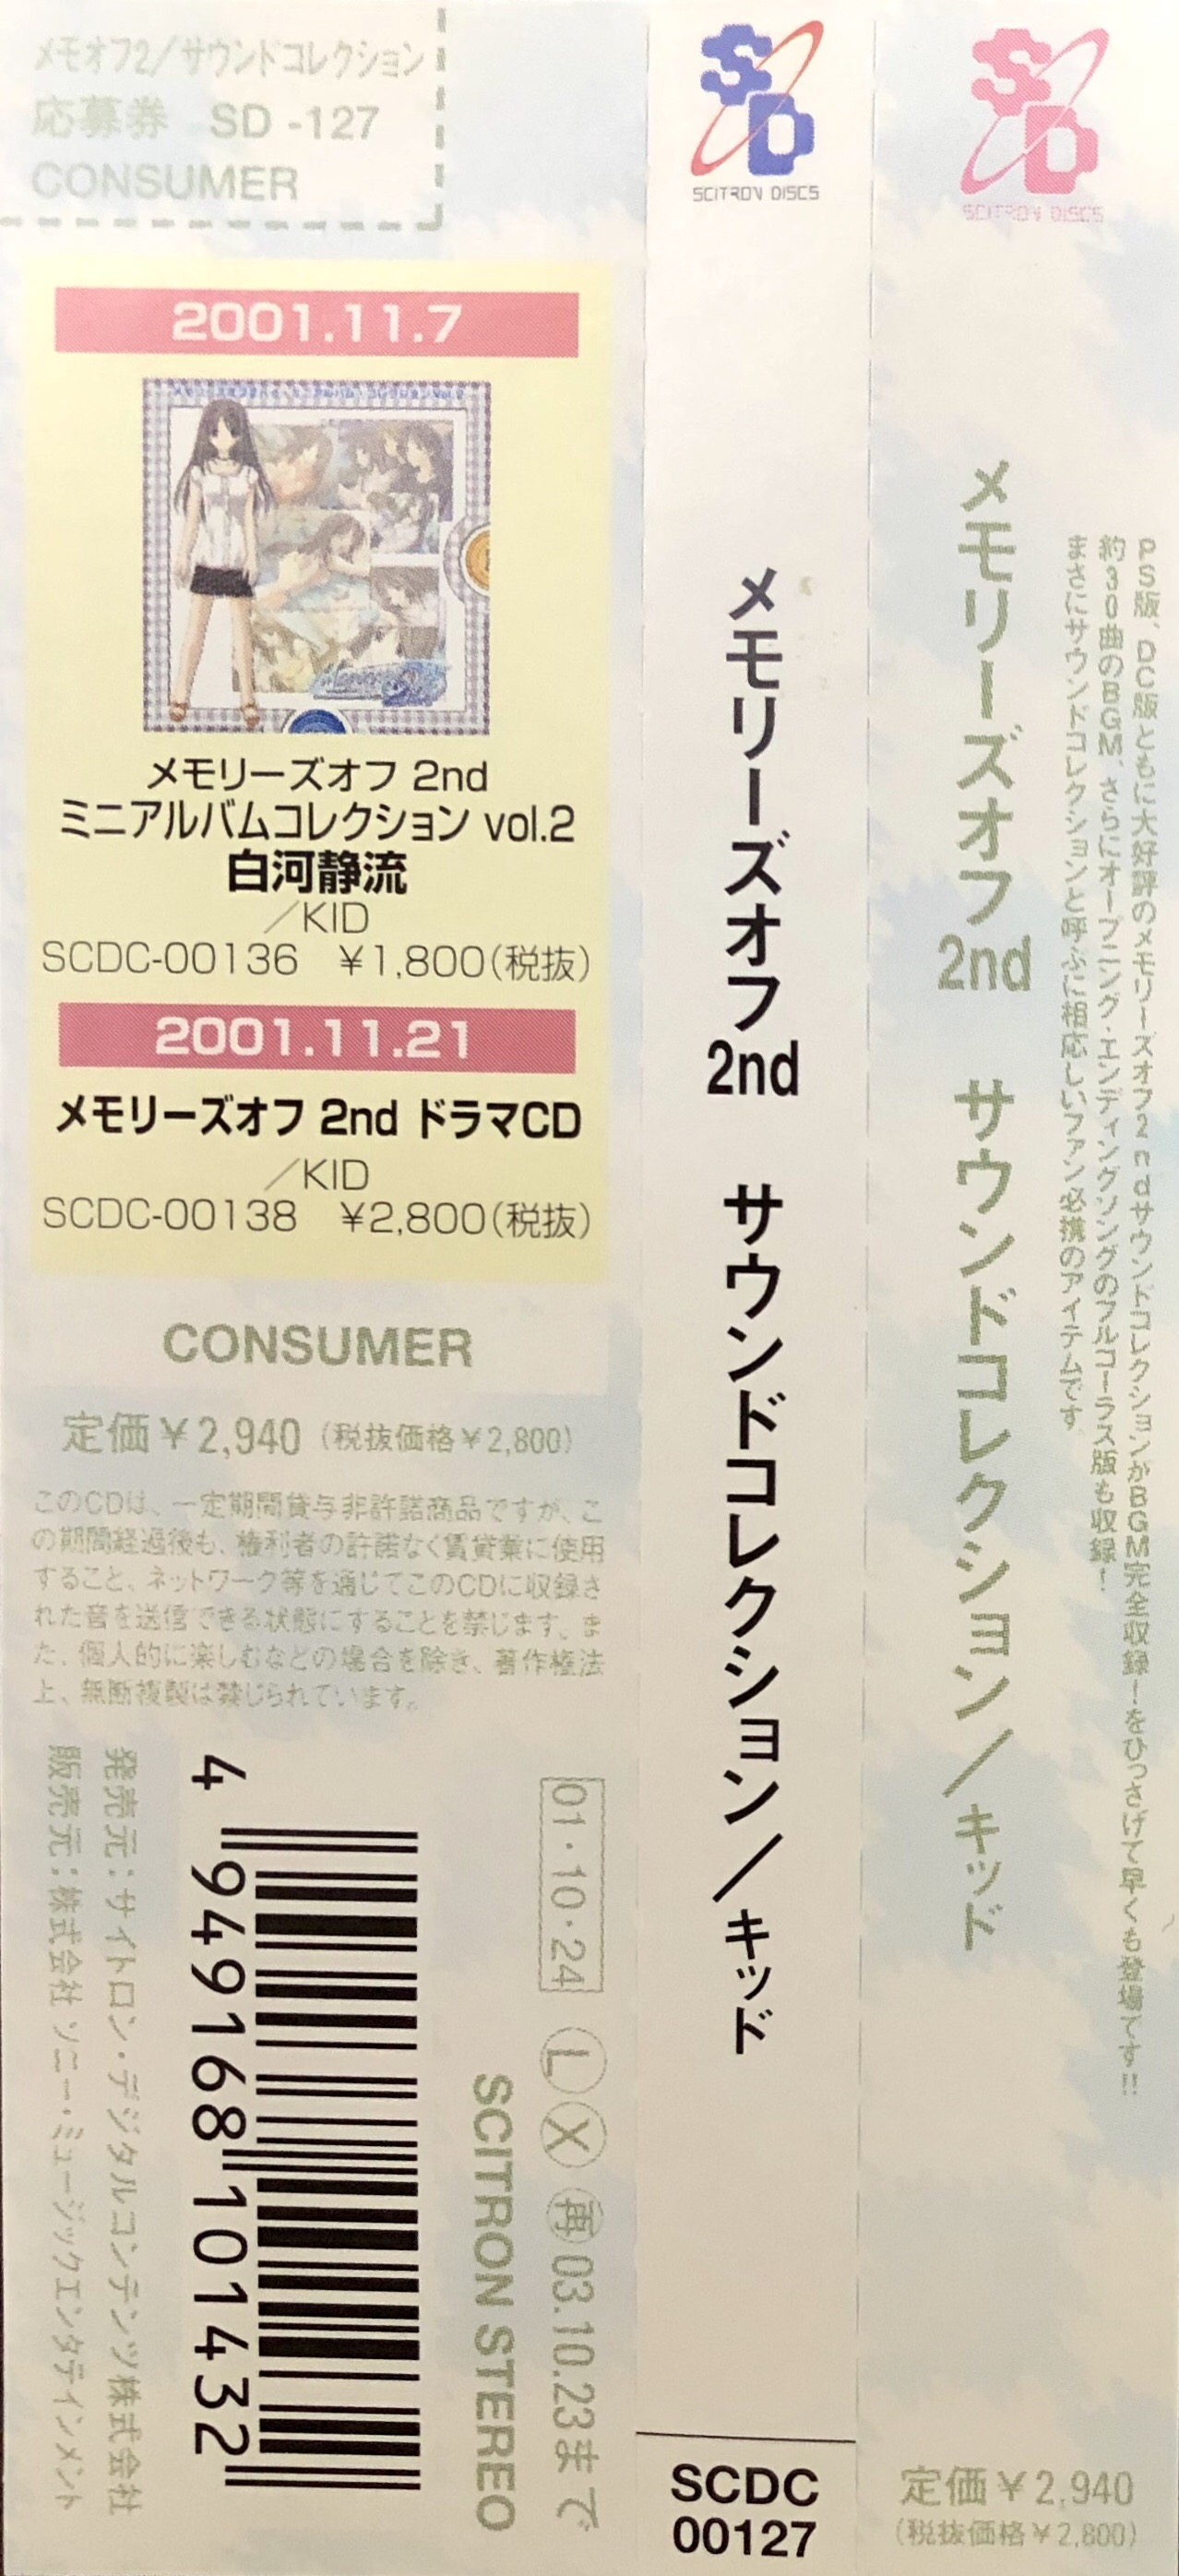 メモオフ2／サウンドコレクション
応募券 SD -127
CONSUMER
2001.11.7
メモリーズオフ 2nd
ミニアルバムコレクション vol.2
白河静流
／KID
SCDC-00136 ¥1,800(税抜)
2001.11.21
メモリーズオフ 2nd ドラマCD
／KID
SCDC-00138 ¥2,800(税抜)
CONSUMER
定価￥2,940 (税抜価格￥2,800)
このCDは、一定期間貸与非許諾商品ですが、こ
の期間経過後も、権利者の許諾なく賃貸業に使用
すること、ネットワーク等を通じてこのCDに収録さ
れた音を送信できる状態にすることを禁じます。ま
た、個人的に楽しむなどの場合を除き、著作権法
上、無断複製は禁じられています。
01・10・24 Ⓛ Ⓧ ㊢03.10.23まで
SCITRON STEREO
4 949168 101432
発売元：サイトロン・デジタルコンテンツ株式会社
販売元：株式会社 ソニー・ミュージックエンタテインメント
SD
SCITRON DISCS
メモリーズオフ 2nd サウンドコレクション／キッド
SCDC
00127
SD
SCITRON DISCS
PS版、DC版ともに大好評のメモリーズオフ2ndサウンドコレクションがBGM完全収録！をひっさげて早くも登場です!!
約30曲のBGM、さらにオープニング・エンディングソングのフルコーラス版も収録！
まさにサウンドコレクションと呼ぶに相応しいファン必携のアイテムです。
メモリーズオフ 2nd サウンドコレクション／キッド
定価￥2,940
(税抜価格￥2,800)